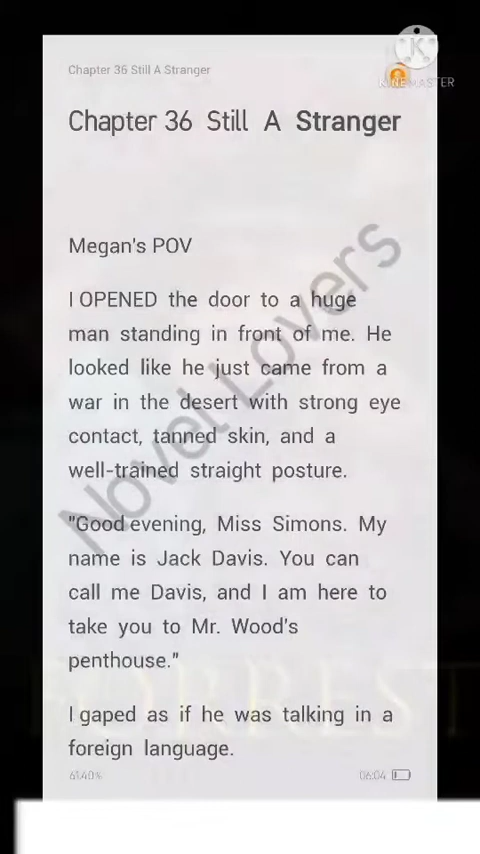 Chapter 36 Still A Stranger
KINEMASTER
Chapter 36 Still A Stranger
Megan's POV
I OPENED the door to a huge
man standing in front of me. He
looked like he just came from a
war in the desert with strong eye
contact, tanned skin, and a
well-trained straight posture.
Novel Lovers
"Good evening, Miss Simons. My
name is Jack Davis. You can
call me Davis, and I am here to
take you to Mr. Wood's
penthouse."
FORREST
I gaped as if he was talking in a
foreign language.
61.40%
06:04